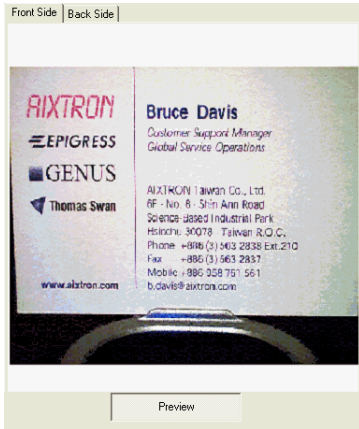 Front Side
Back Side
AIXTRON
EPIGRESS
GENUS
Thomas Swan
www.aixtron.com
Bruce Davis
Customer Support Manager
Global Service Operations
AIXTRON Taiwan Co., Ltd.
6F - No. 8 - Shin Ann Road
Science-Based Industrial Park
Hsinchu 30078 Taiwan R.O.C.
Phone +886 (3) 563 2838 Ext.210
Fax +886 (3) 563 2837
Mobile +886 958 751 561
b.davis@aixtron.com
Preview